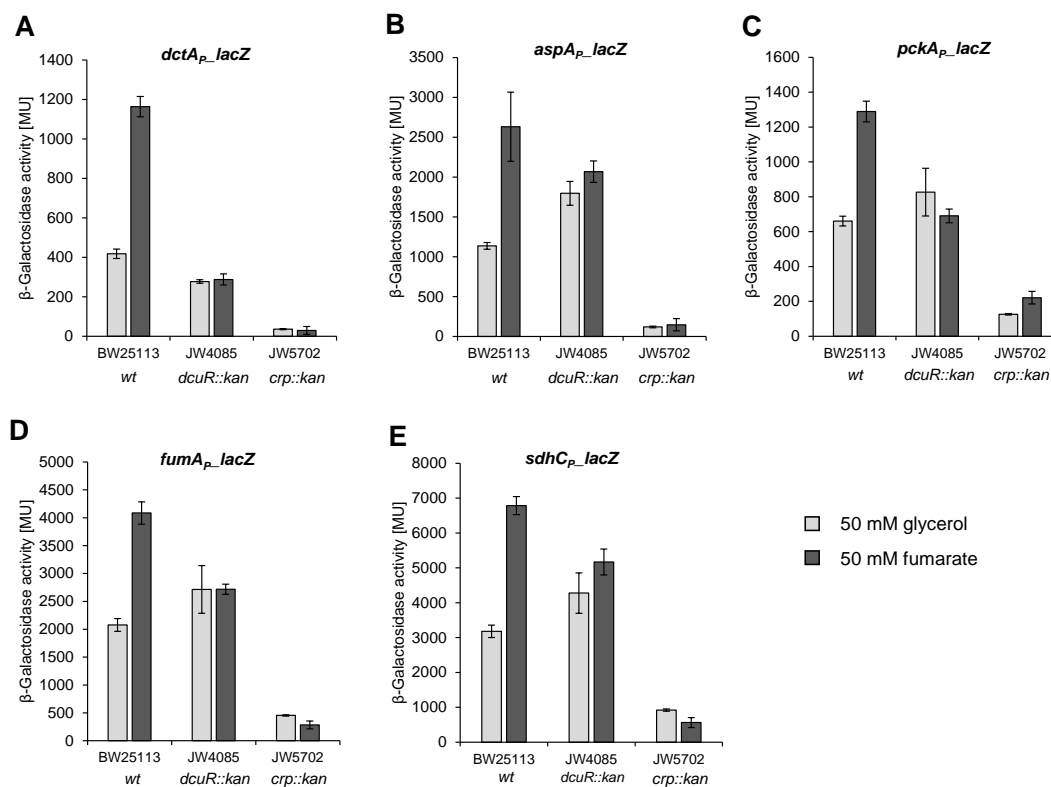 A
dctAP_lacZ
β-Galactosidase activity [MU]
1400
1200
1000
800
600
400
200
0
BW25113 JW4085 JW5702
wt dcuR::kan crp::kan
B
aspAP_lacZ
β-Galactosidase activity [MU]
3500
3000
2500
2000
1500
1000
500
0
BW25113 JW4085 JW5702
wt dcuR::kan crp::kan
C
pckAP_lacZ
β-Galactosidase activity [MU]
1600
1400
1200
1000
800
600
400
200
0
BW25113 JW4085 JW5702
wt dcuR::kan crp::kan
D
fumAP_lacZ
β-Galactosidase activity [MU]
5000
4500
4000
3500
3000
2500
2000
1500
1000
500
0
BW25113 JW4085 JW5702
wt dcuR::kan crp::kan
E
sdhCP_lacZ
β-Galactosidase activity [MU]
8000
7000
6000
5000
4000
3000
2000
1000
0
BW25113 JW4085 JW5702
wt dcuR::kan crp::kan
50 mM glycerol
50 mM fumarate